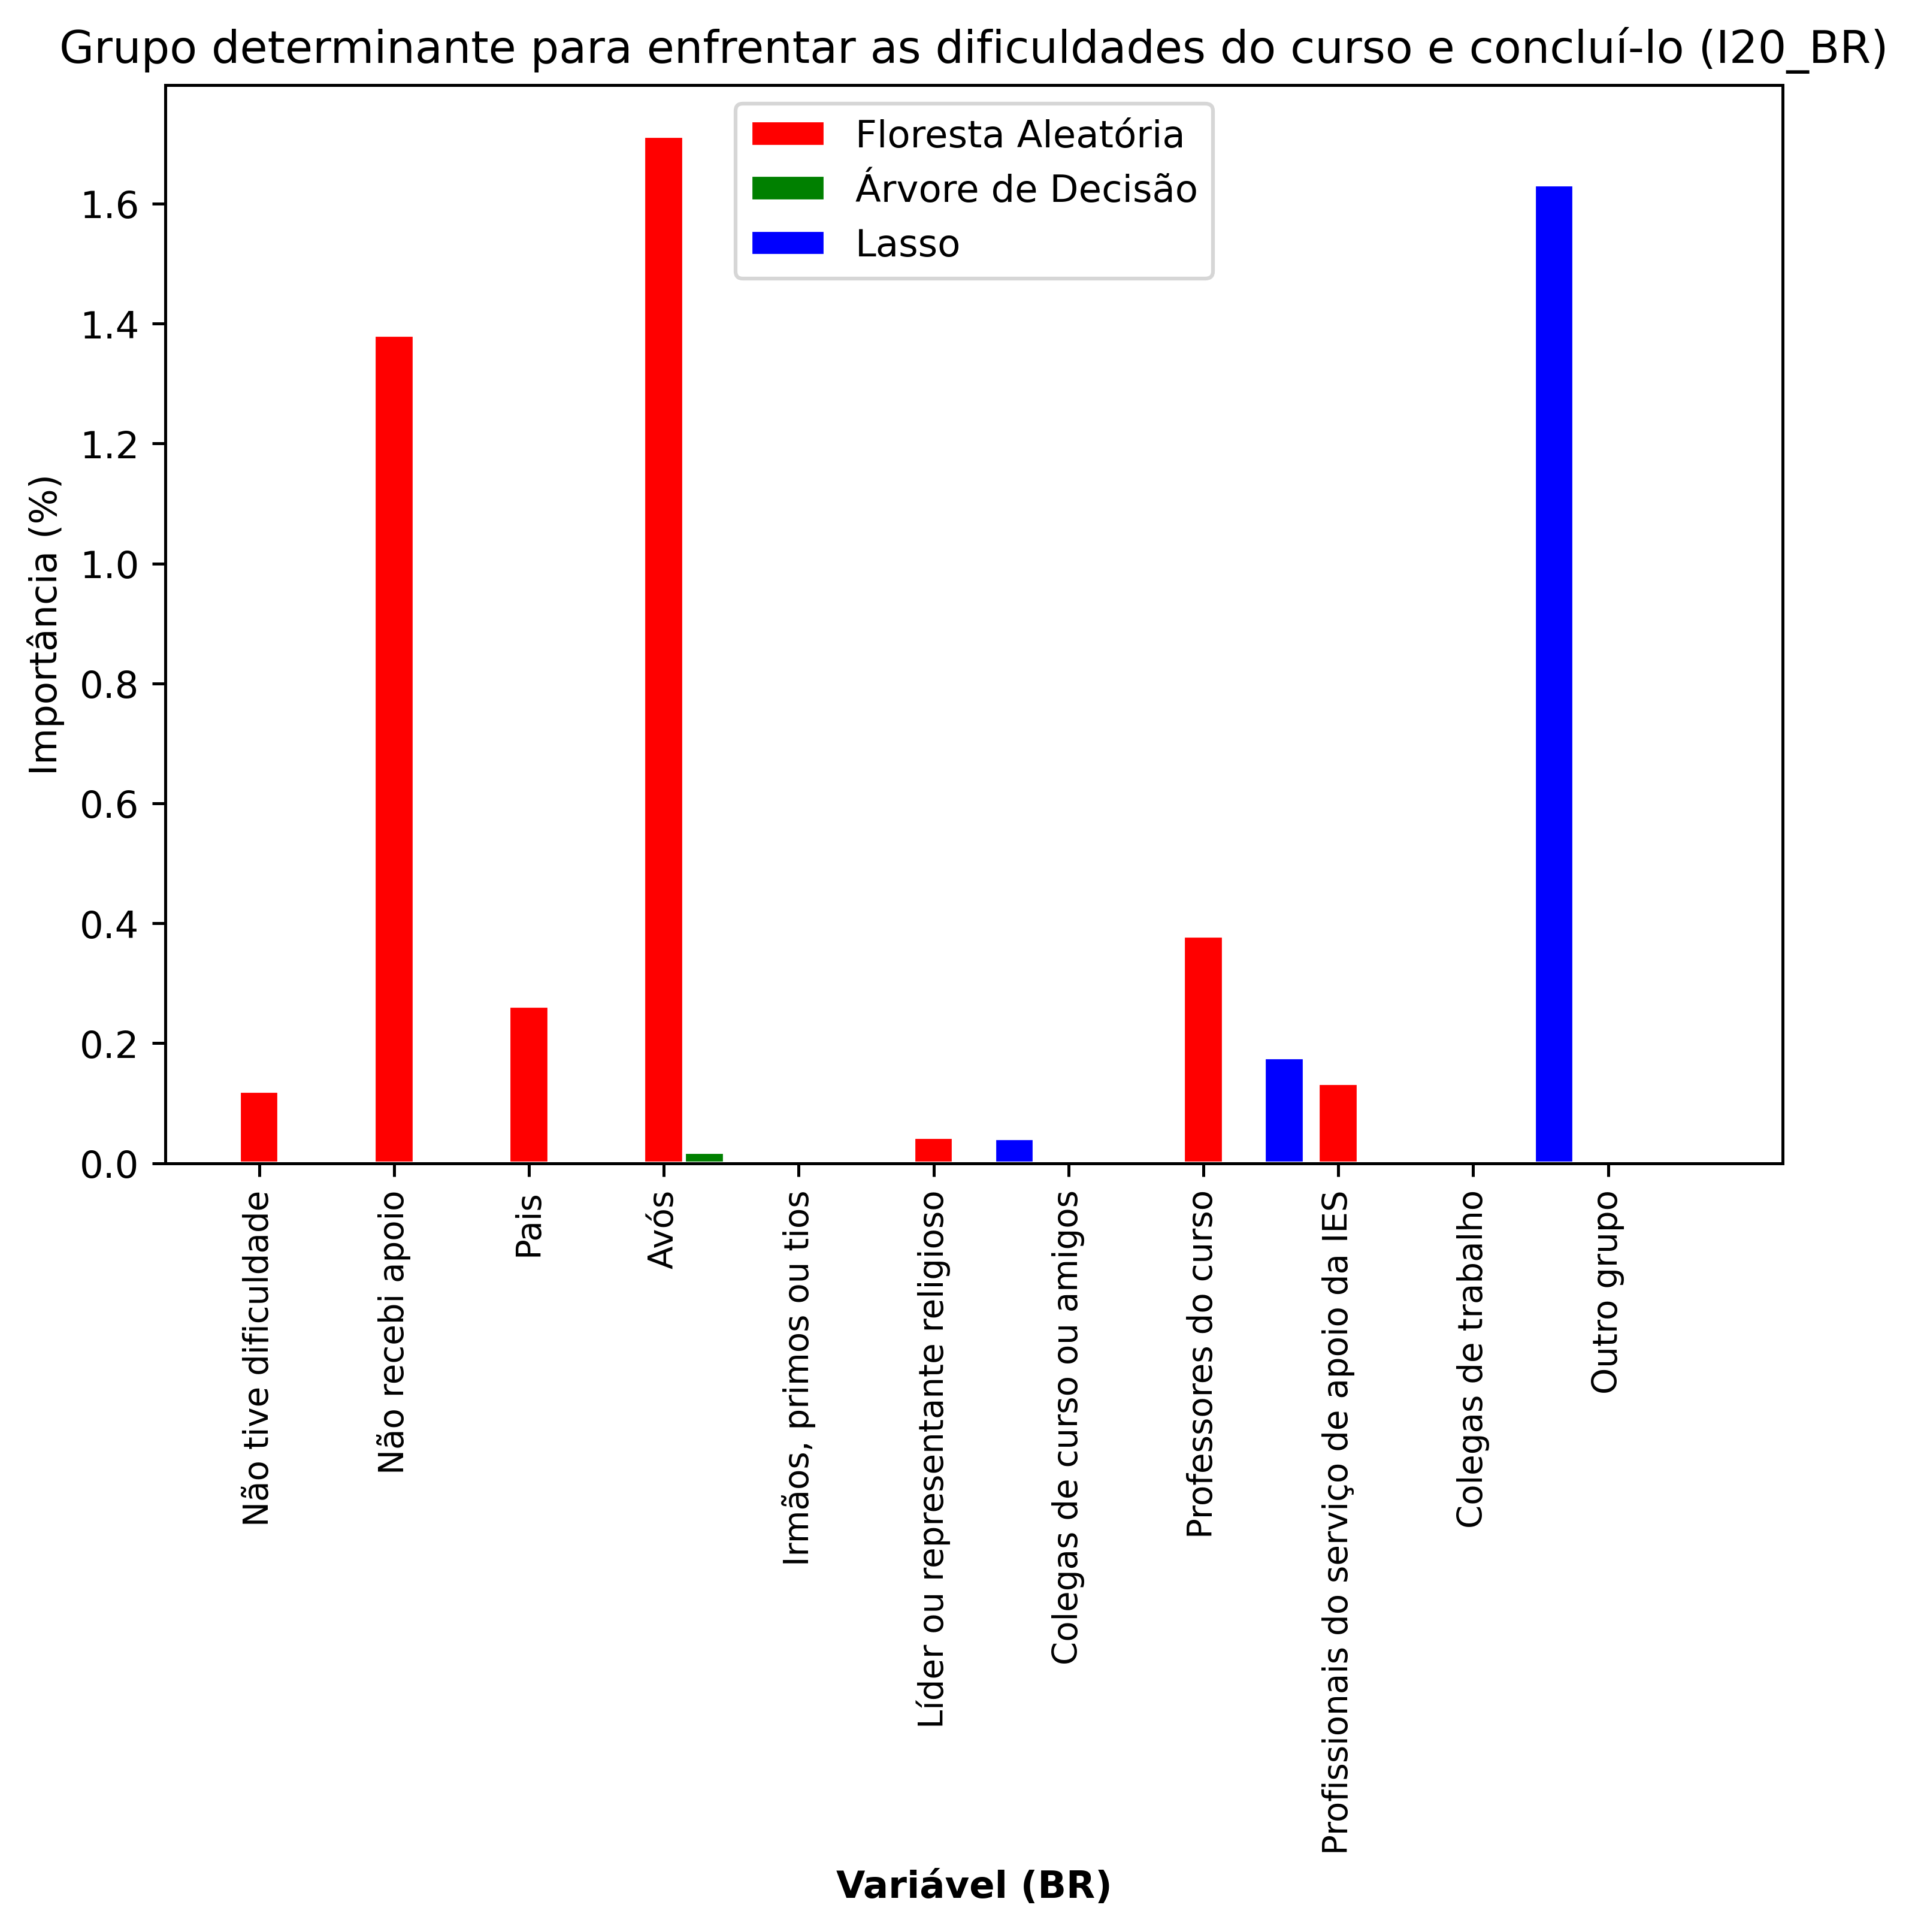 Grupo determinante para enfrentar as dificuldades do curso e concluí-lo (I20_BR)
Floresta Aleatória
Árvore de Decisão
Lasso
Importância (%)
1.6
1.4
1.2
1.0
0.8
0.6
0.4
0.2
0.0
Não tive dificuldade
Não recebi apoio
Pais
Avós
Irmãos, primos ou tios
Líder ou representante religioso
Colegas de curso ou amigos
Professores do curso
Profissionais do serviço de apoio da IES
Colegas de trabalho
Outro grupo
Variável (BR)